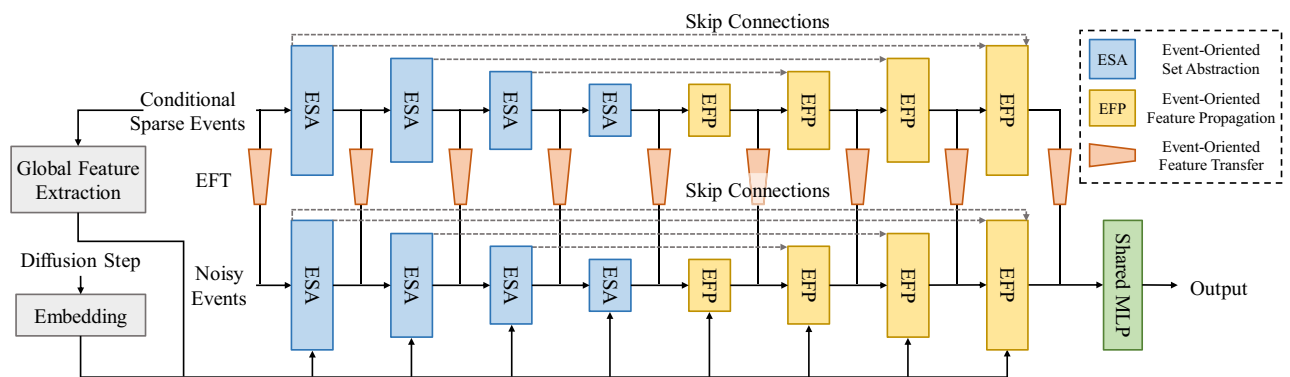 Skip Connections
Conditional
Sparse Events
ESA
ESA
ESA
ESA
EFP
EFP
EFP
EFP
ESA
Event-Oriented
Set Abstraction
EFP
Event-Oriented
Feature Propagation
Event-Oriented
Feature Transfer
Global Feature
Extraction
EFT
Skip Connections
Diffusion Step
Embedding
Noisy
Events
ESA
ESA
ESA
ESA
EFP
EFP
EFP
EFP
Shared MLP
Output